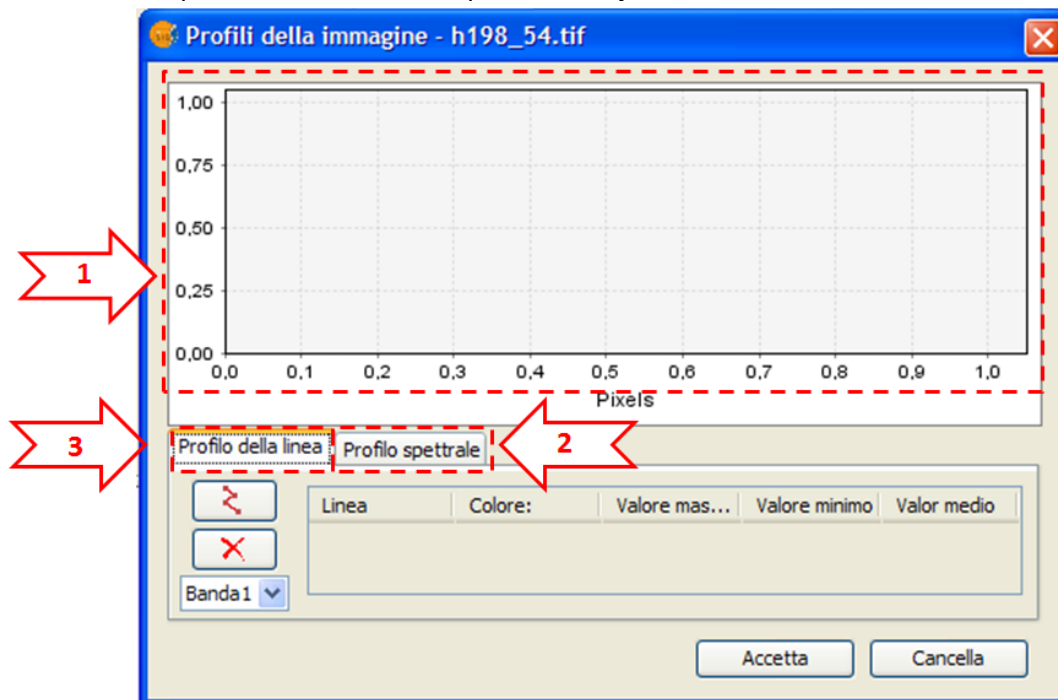 Profili della immagine - h198_54.tif
1,00
0,75
0,50
1
0,25
0,00
0,0 0,1 0,2 0,3 0,4 0,5 0,6 0,7 0,8 0,9 1,0
Pixels
3 Profilo della linea Profilo spettrale 2
Linea Colore: Valore mas... Valore minimo Valor medio
Banda1
Accetta Cancella